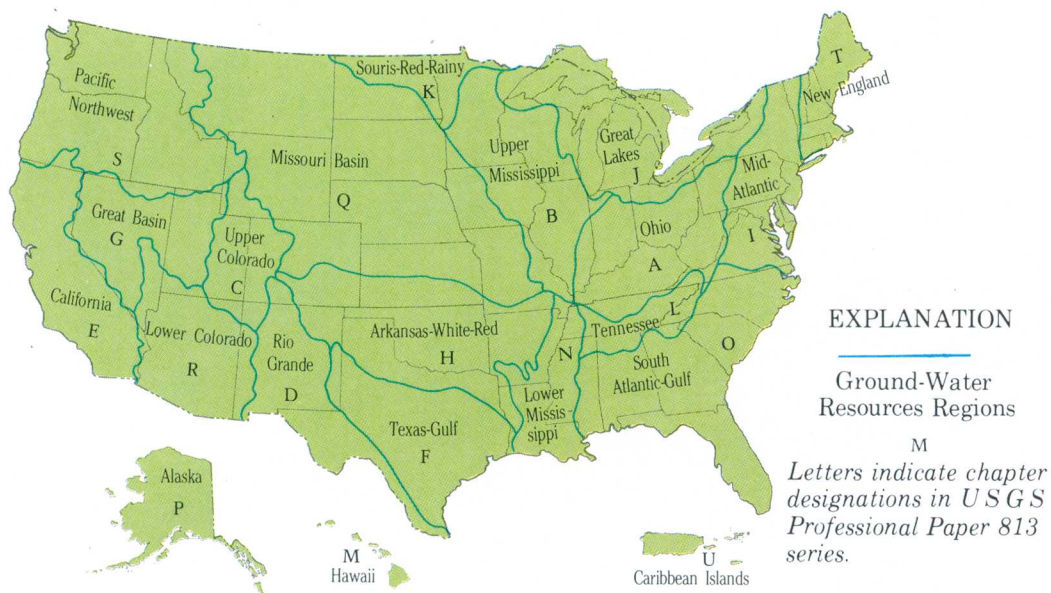 Pacific
Northwest
S
Souris-Red-Rainy
K
Missouri Basin
Q
Upper
Mississippi
B
Great
Lakes
J
T
New England
Mid-
Atlantic
I
Great Basin
G
Upper
Colorado
C
Ohio
A
California
E
Lower Colorado
R
Rio
Grande
D
Arkansas-White-Red
H
Tennessee
L
N
O
South
Atlantic-Gulf
Lower
Missis-
sippi
Texas-Gulf
F
Alaska
P
M
Hawaii
U
Caribbean Islands
EXPLANATION
Ground-Water
Resources Regions
M
Letters indicate chapter
designations in U S G S
Professional Paper 813
series.